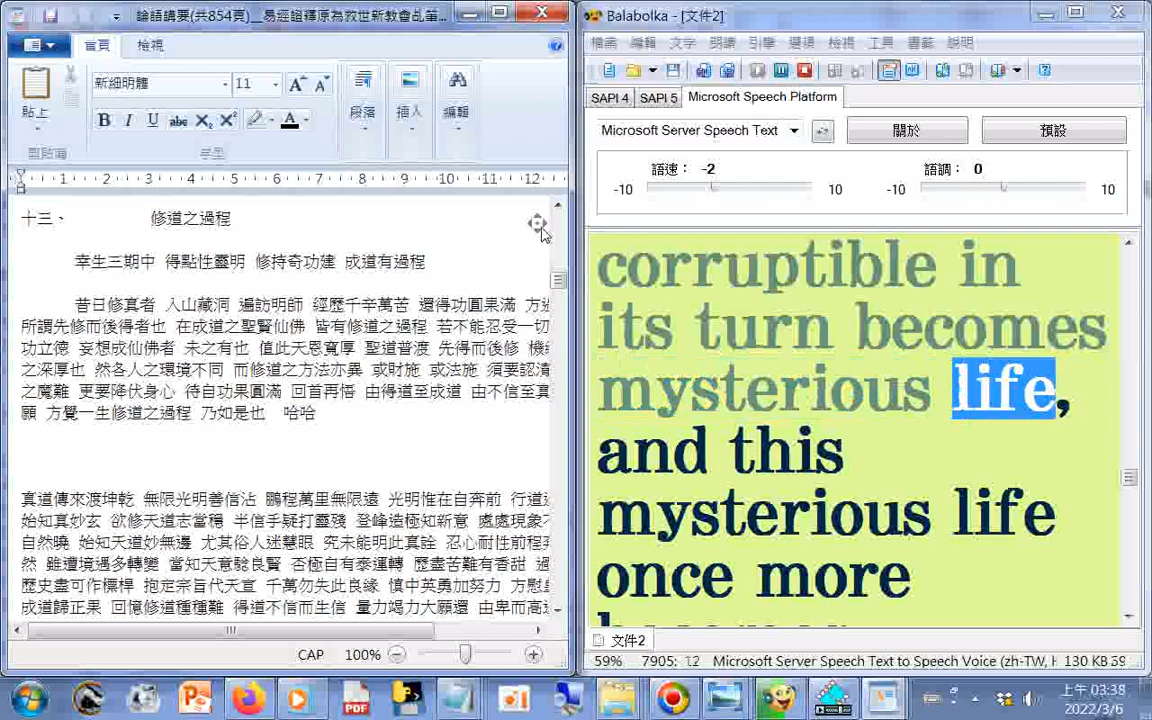 論語講要(共854頁)__易經證釋原為救世新教會乩筆...
首頁
檢視
貼上
新細明體
11
段落
插入
編輯
剪貼簿
字型
1 2 3 4 5 6 7 8 9 10 11 12
十三、 修道之過程
幸生三期中 得點性靈明 修持奇功建 成道有過程
昔日修真者 入山藏洞 遍訪明師 經歷千辛萬苦 還得功圓果滿 方
所謂先修而後得者也 在成道之聖賢仙佛 皆有修道之過程 若不能忍受一切
功立德 妄想成仙佛者 未之有也 值此天恩寬厚 聖道普渡 先得而後修 機
之深厚也 然各人之環境不同 而修道之方法亦異 或財施 或法施 須要認清
之魔難 更要降伏身心 待自功果圓滿 回首再悟 由得道至成道 由不信至真
願 方覺一生修道之過程 乃如是也 哈哈
真道傳來渡坤乾 無限光明善信沾 鵬程萬里無限遠 光明惟在自奔前 行道
始知真妙玄 欲修天道志當穩 半信半疑打靈殘 登峰造極知新意 處處現象
自然曉 始知天道妙無邊 尤其俗人迷慧眼 究未能明此真詮 忍心耐性前程
然 雖遭境遇多轉變 當知天意驗良賢 否極自有泰運轉 歷盡苦難有香甜
歷史盡可作標桿 抱定宗旨代天宣 千萬勿失此良緣 慎中英勇加努力 方慰
成道歸正果 回憶修道種種難 得道不信而生信 量力竭力大願還 由卑而高
CAP 100%
Balabolka - [文件2]
檔案 編輯 文字 朗讀 引擎 選項 檢視 工具 書籤 說明
SAPI 4 SAPI 5 Microsoft Speech Platform
Microsoft Server Speech Text
關於
預設
語速： -2
語調： 0
-10 10 -10 10
corruptible in
its turn becomes
mysterious life,
and this
mysterious life
once more
文件2
59% 7905: 12 Microsoft Server Speech Text to Speech Voice (zh-TW, H 130 KB 59
上午 03:38
2022/3/6